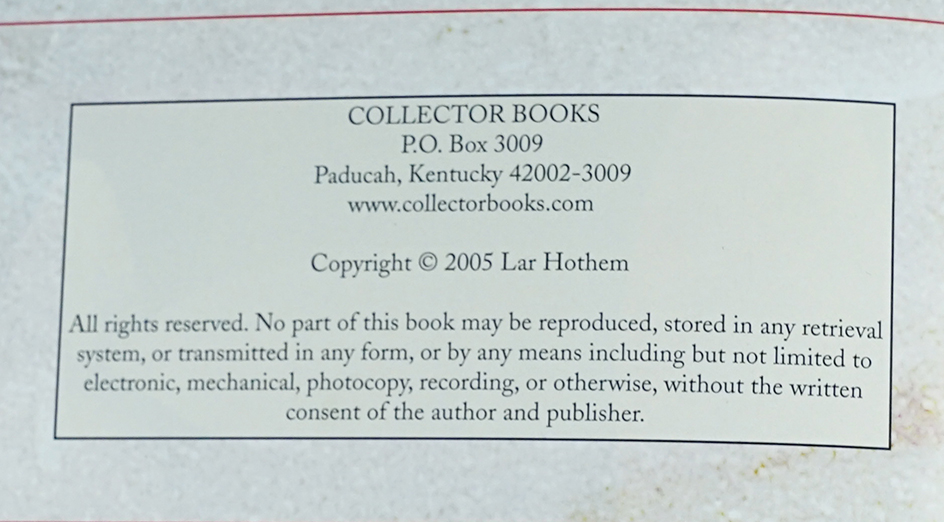 COLLECTOR BOOKS
P.O. Box 3009
Paducah, Kentucky 42002-3009
www.collectorbooks.com
Copyright © 2005 Lar Hothem
All rights reserved. No part of this book may be reproduced, stored in any retrieval
system, or transmitted in any form, or by any means including but not limited to
electronic, mechanical, photocopy, recording, or otherwise, without the written
consent of the author and publisher.